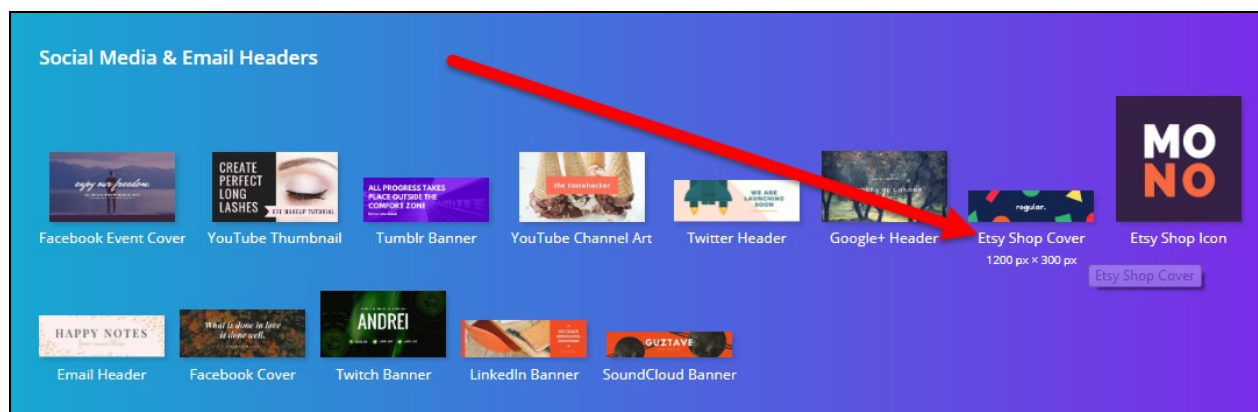 Social Media & Email Headers
MO
NO
enjoy our freedom.
CREATE
PERFECT
LONG
LASHES
EYE MAKEUP TUTORIAL
ALL PROGRESS TAKES
PLACE OUTSIDE THE
COMFORT ZONE
the tastehacker
WE ARE
LAUNCHING
SOON
regular.
Facebook Event Cover
YouTube Thumbnail
Tumblr Banner
YouTube Channel Art
Twitter Header
Google+ Header
Etsy Shop Cover
1200 px × 300 px
Etsy Shop Icon
Etsy Shop Cover
HAPPY NOTES
What is done in love
is done well.
ANDREI
GUZTAVE
Email Header
Facebook Cover
Twitch Banner
LinkedIn Banner
SoundCloud Banner